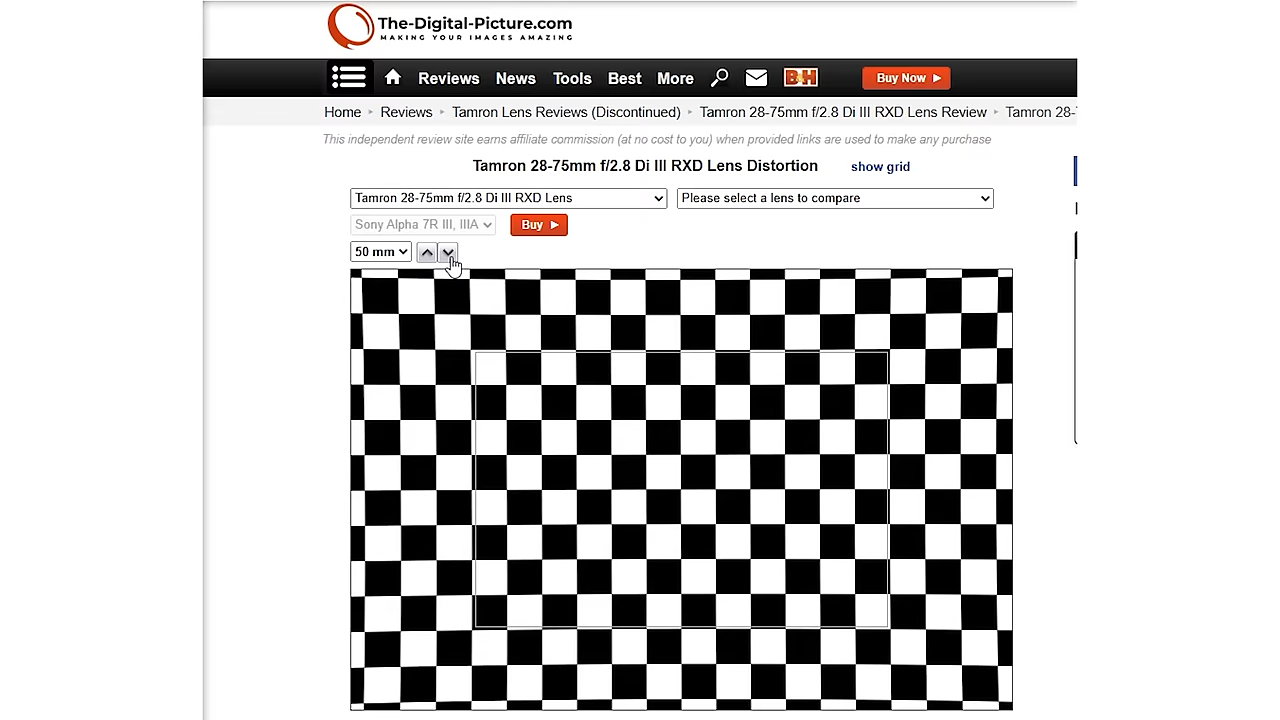 The-Digital-Picture.com
MAKING YOUR IMAGES AMAZING
Reviews News Tools Best More B&H Buy Now
Home Reviews Tamron Lens Reviews (Discontinued) Tamron 28-75mm f/2.8 Di III RXD Lens Review Tamron 28-7
This independent review site earns affiliate commission (at no cost to you) when provided links are used to make any purchase
Tamron 28-75mm f/2.8 Di III RXD Lens Distortion show grid
Tamron 28-75mm f/2.8 Di III RXD Lens Please select a lens to compare
Sony Alpha 7R III, IIIA Buy
50 mm